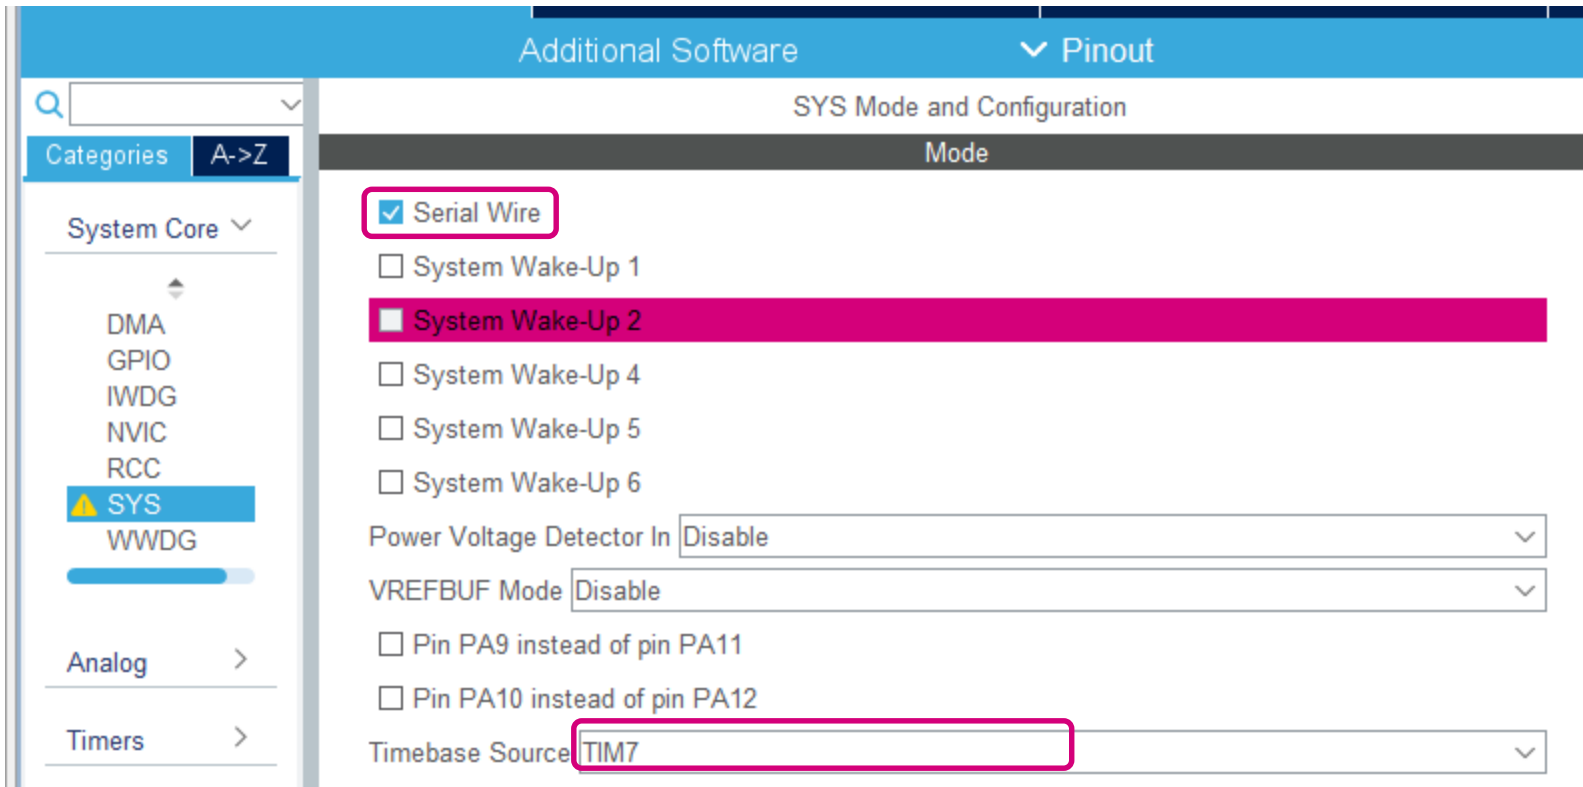 Additional Software
Pinout
SYS Mode and Configuration
Categories
A->Z
Mode
System Core
DMA
GPIO
IWDG
NVIC
RCC
SYS
WWDG
Analog
Timers
Serial Wire
System Wake-Up 1
System Wake-Up 2
System Wake-Up 4
System Wake-Up 5
System Wake-Up 6
Power Voltage Detector In Disable
VREFBUF Mode Disable
Pin PA9 instead of pin PA11
Pin PA10 instead of pin PA12
Timebase Source TIM7